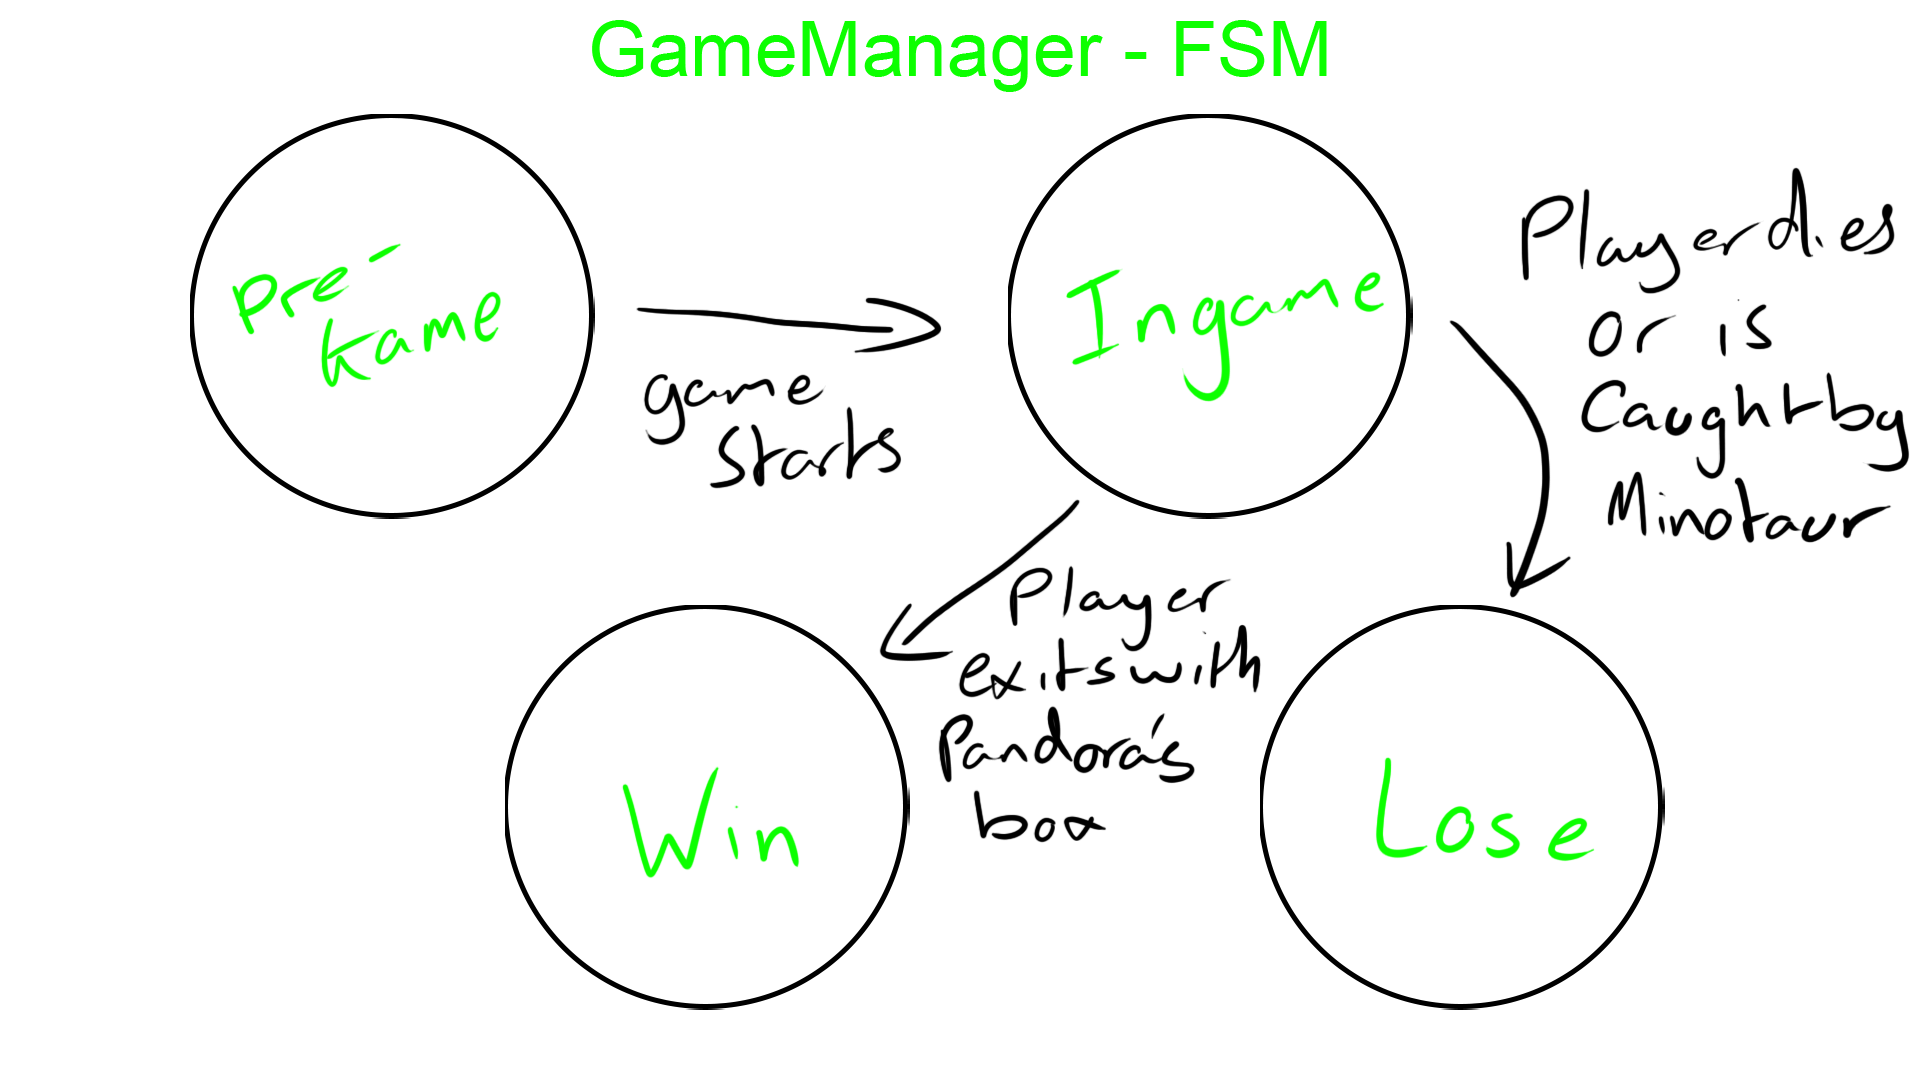 GameManager - FSM
Pre-
Game
game
starts
Ingame
Player dies
or is
Caught by
Minotaur
Player
exits with
Pandora's
box
Win
Lose